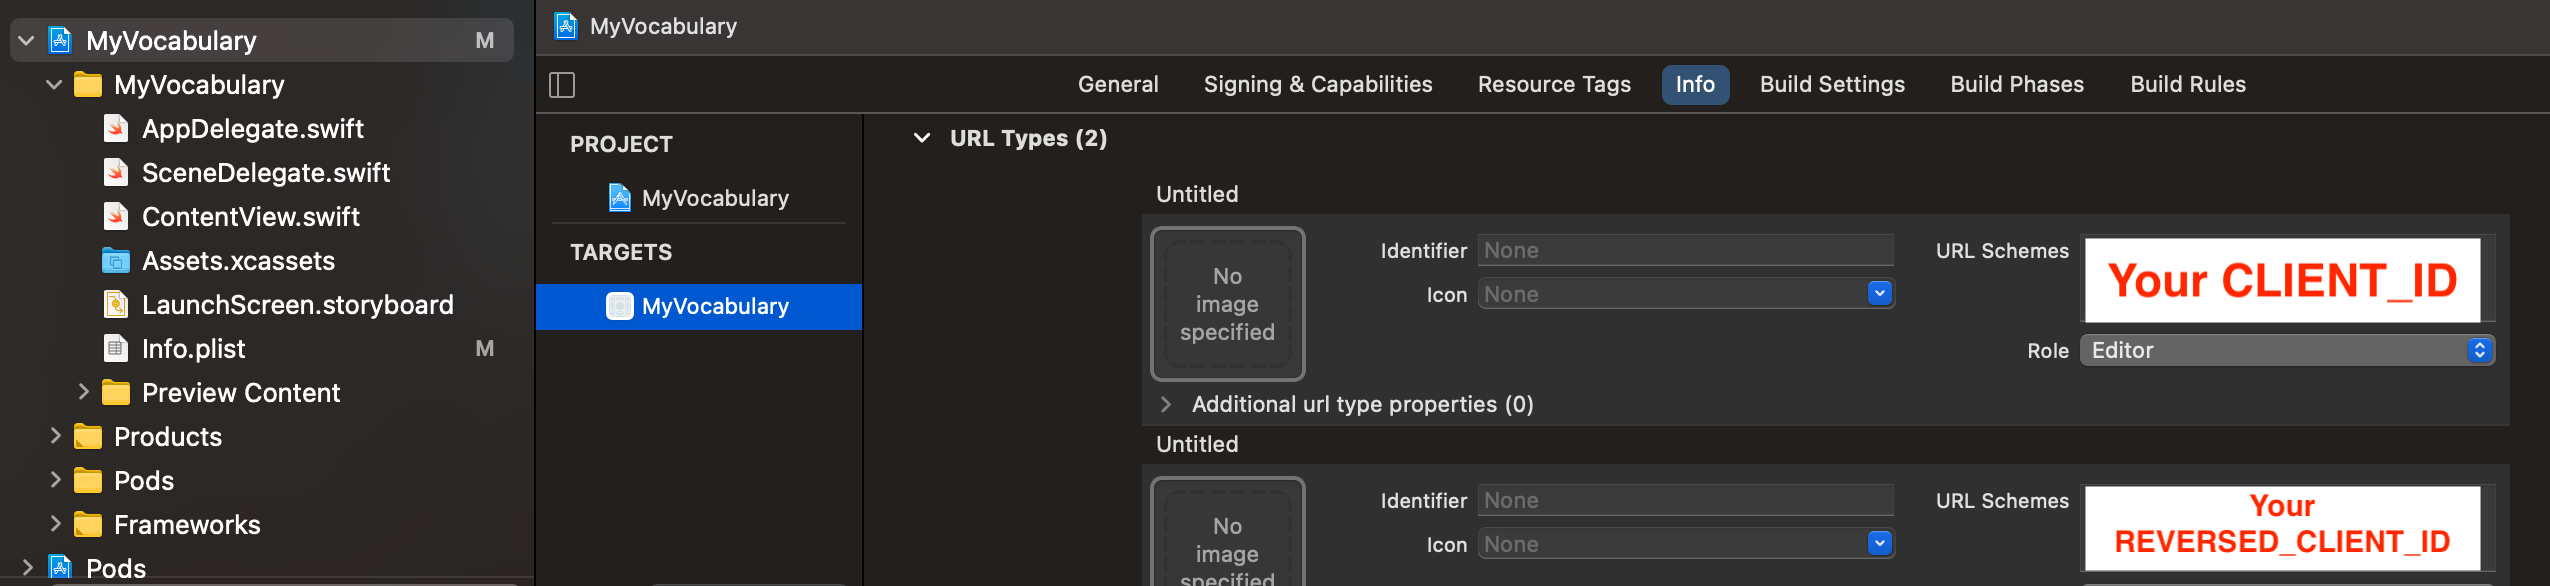 MyVocabulary M
MyVocabulary
AppDelegate.swift
SceneDelegate.swift
ContentView.swift
Assets.xcassets
LaunchScreen.storyboard
Info.plist M
Preview Content
Products
Pods
Frameworks
Pods
MyVocabulary
General Signing & Capabilities Resource Tags Info Build Settings Build Phases Build Rules
PROJECT
MyVocabulary
TARGETS
MyVocabulary
URL Types (2)
Untitled
No
image
specified
Identifier None
Icon None
URL Schemes Your CLIENT_ID
Role Editor
Additional url type properties (0)
Untitled
No
image
specified
Identifier None
Icon None
URL Schemes Your
REVERSED_CLIENT_ID